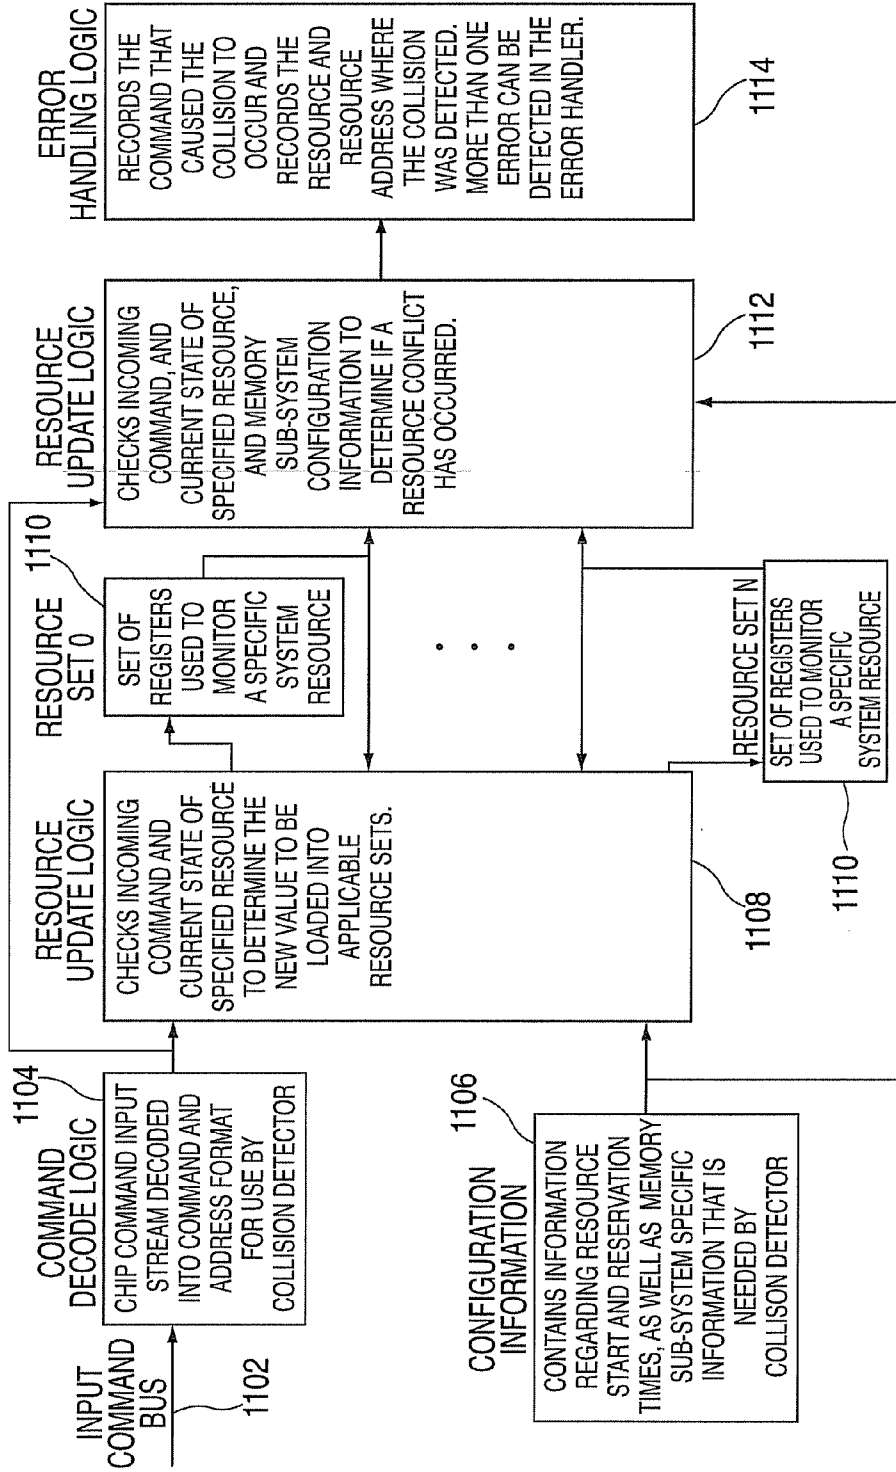 INPUT
COMMAND
BUS
1102
COMMAND
DECODE LOGIC
1104
CHIP COMMAND INPUT
STREAM DECODED
INTO COMMAND AND
ADDRESS FORMAT
FOR USE BY
COLLISION DETECTOR
CONFIGURATION
INFORMATION
1106
CONTAINS INFORMATION
REGARDING RESOURCE
START AND RESERVATION
TIMES, AS WELL AS MEMORY
SUB-SYSTEM SPECIFIC
INFORMATION THAT IS
NEEDED BY
COLLISON DETECTOR
RESOURCE
UPDATE LOGIC
CHECKS INCOMING
COMMAND AND
CURRENT STATE OF
SPECIFIED RESOURCE
TO DETERMINE THE
NEW VALUE TO BE
LOADED INTO
APPLICABLE
RESOURCE SETS.
1108
RESOURCE
SET 0
1110
SET OF
REGISTERS
USED TO
MONITOR
A SPECIFIC
SYSTEM
RESOURCE
RESOURCE SET N
SET OF REGISTERS
USED TO MONITOR
A SPECIFIC
SYSTEM RESOURCE
1110
RESOURCE
UPDATE LOGIC
CHECKS INCOMING
COMMAND, AND
CURRENT STATE OF
SPECIFIED RESOURCE,
AND MEMORY
SUB-SYSTEM
CONFIGURATION
INFORMATION TO
DETERMINE IF A
RESOURCE CONFLICT
HAS OCCURRED.
1112
ERROR
HANDLING LOGIC
RECORDS THE
COMMAND THAT
CAUSED THE
COLLISION TO
OCCUR AND
RECORDS THE
RESOURCE AND
RESOURCE
ADDRESS WHERE
THE COLLISION
WAS DETECTED.
MORE THAN ONE
ERROR CAN BE
DETECTED IN THE
ERROR HANDLER.
1114